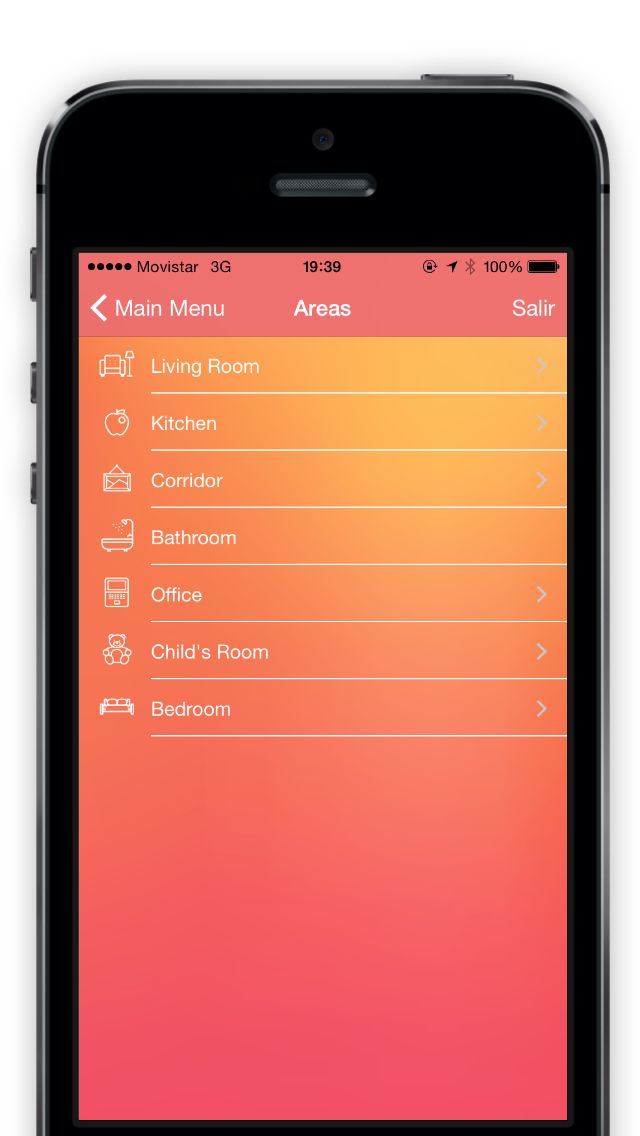 Movistar 3G 19:39 100%
Main Menu Areas Salir
Living Room
Kitchen
Corridor
Bathroom
Office
Child's Room
Bedroom